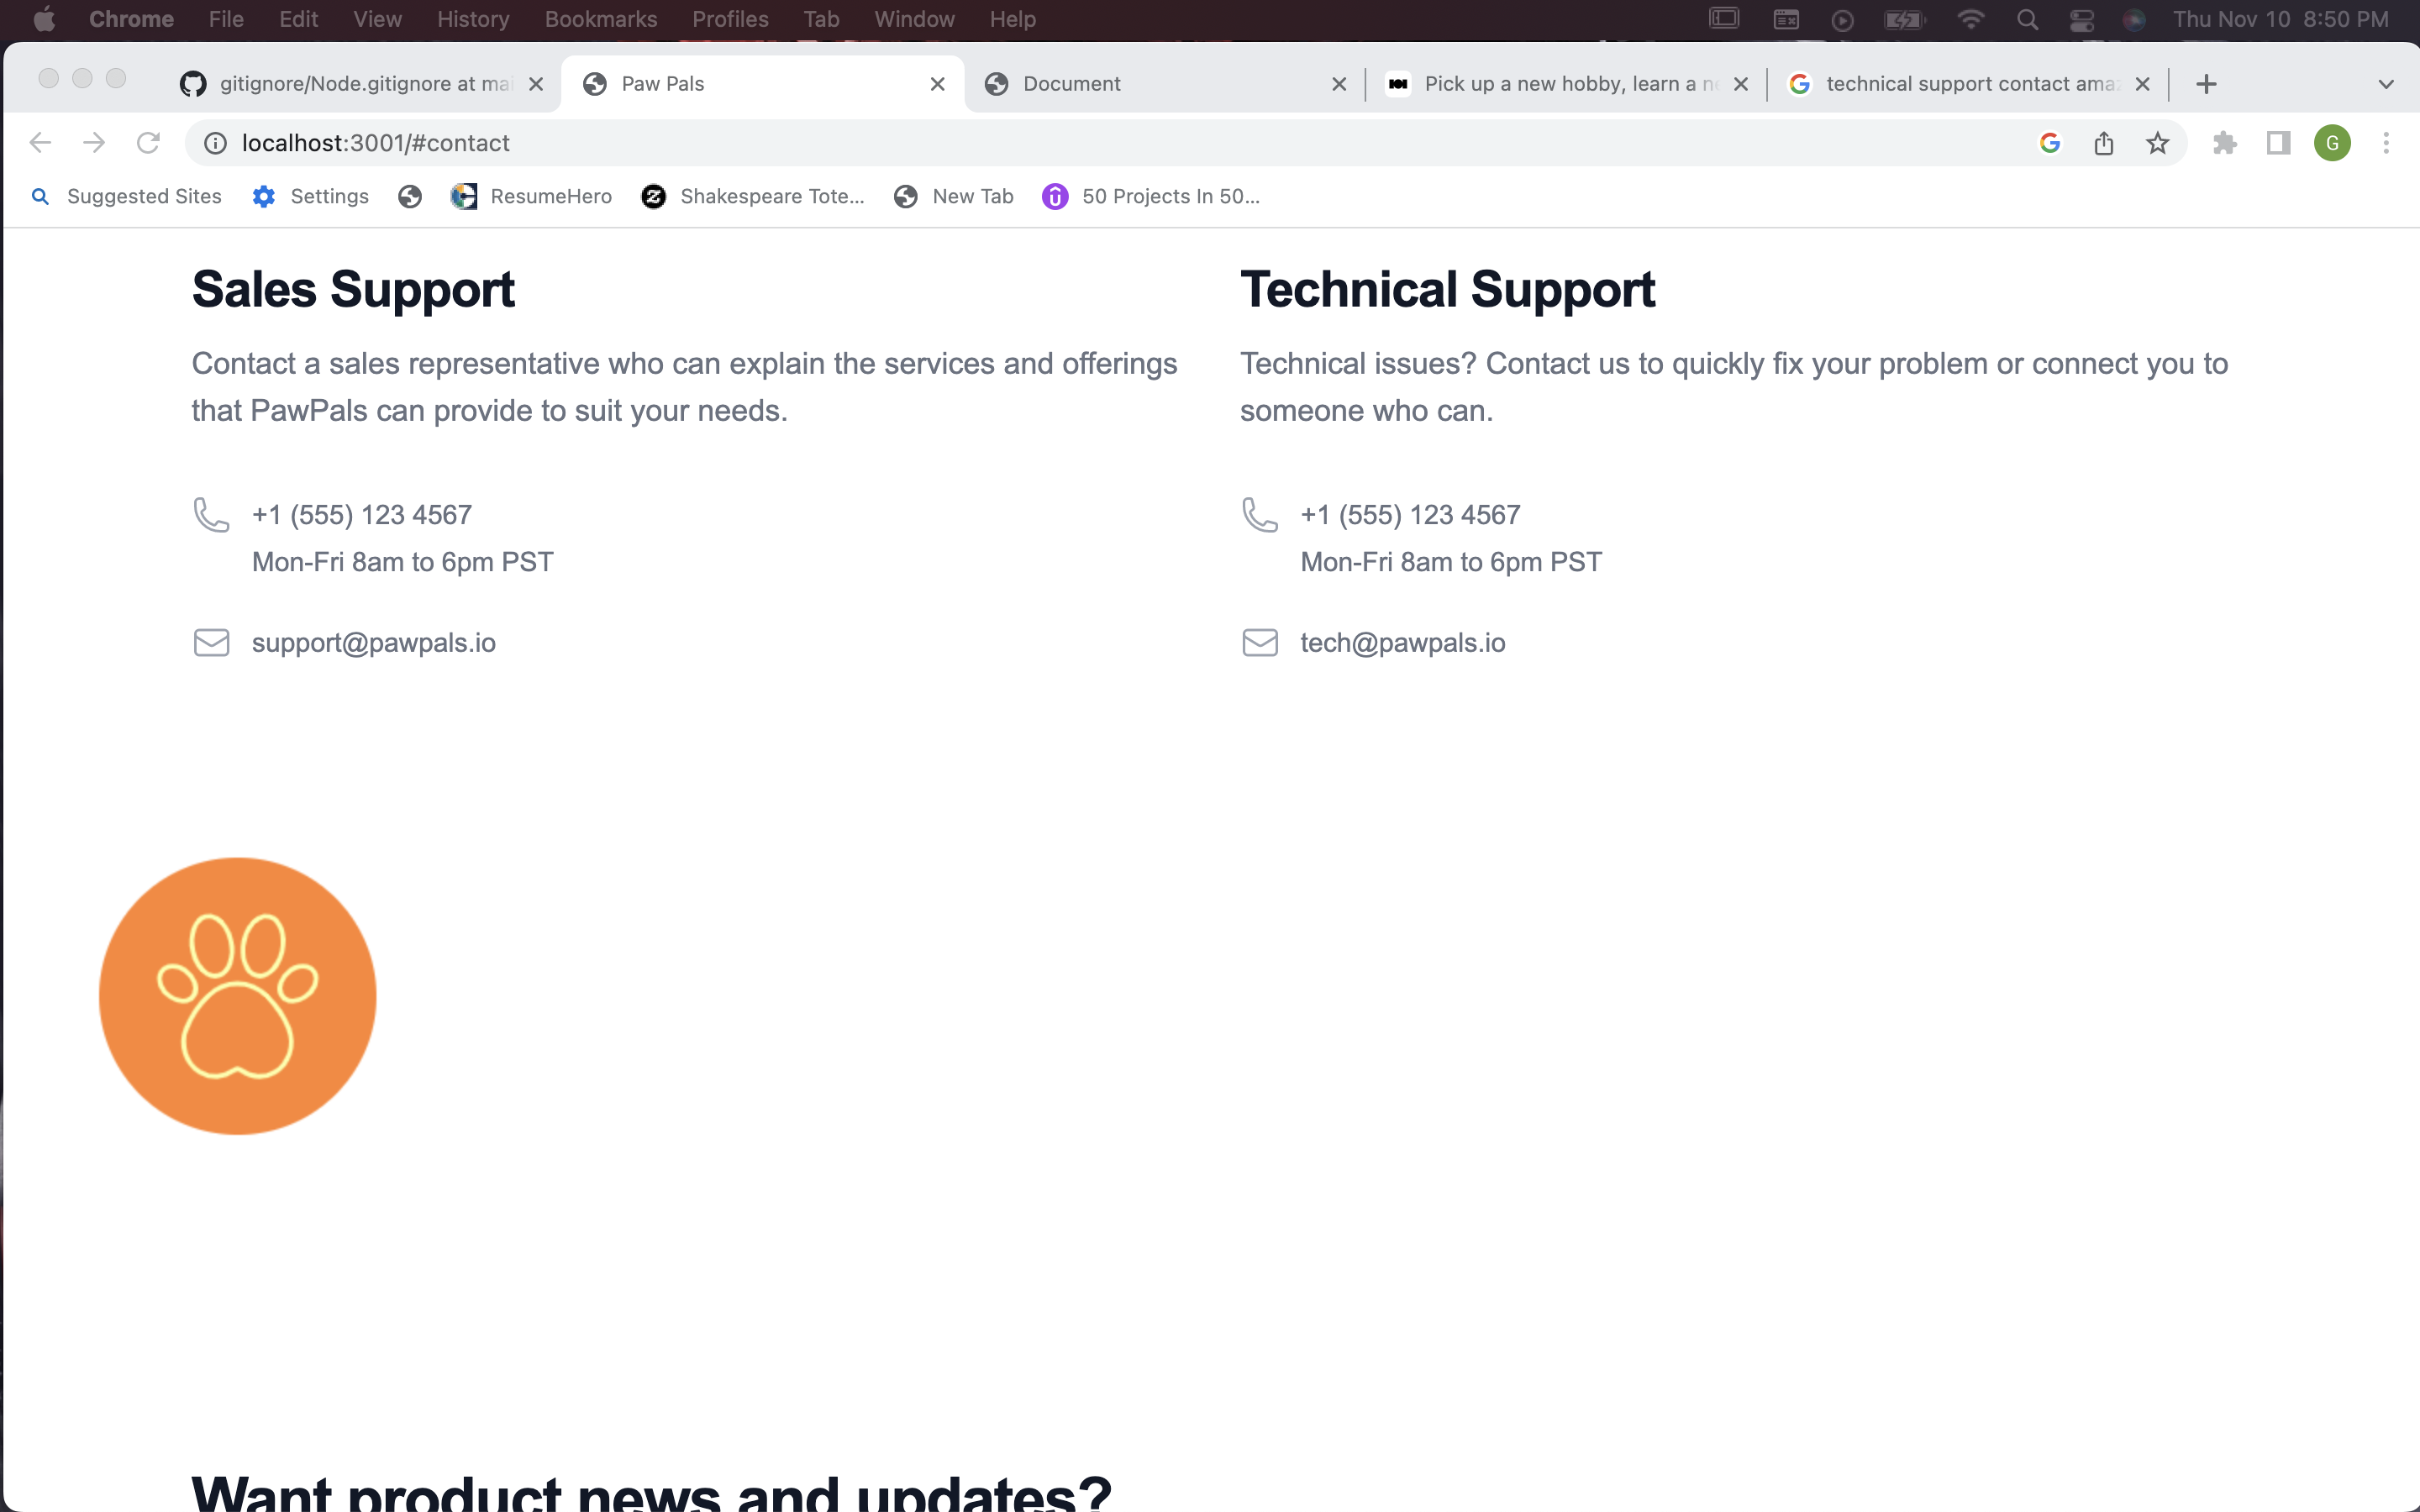 Chrome File Edit View History Bookmarks Profiles Tab Window Help Thu Nov 10 8:50 PM
gitignore/Node.gitignore at mai Paw Pals Document Pick up a new hobby, learn a ne technical support contact ama
localhost:3001/#contact G
Suggested Sites Settings ResumeHero Shakespeare Tote... New Tab 50 Projects In 50...
Sales Support
Contact a sales representative who can explain the services and offerings
that PawPals can provide to suit your needs.
+1 (555) 123 4567
Mon-Fri 8am to 6pm PST
support@pawpals.io
Technical Support
Technical issues? Contact us to quickly fix your problem or connect you to
someone who can.
+1 (555) 123 4567
Mon-Fri 8am to 6pm PST
tech@pawpals.io
Want product news and updates?